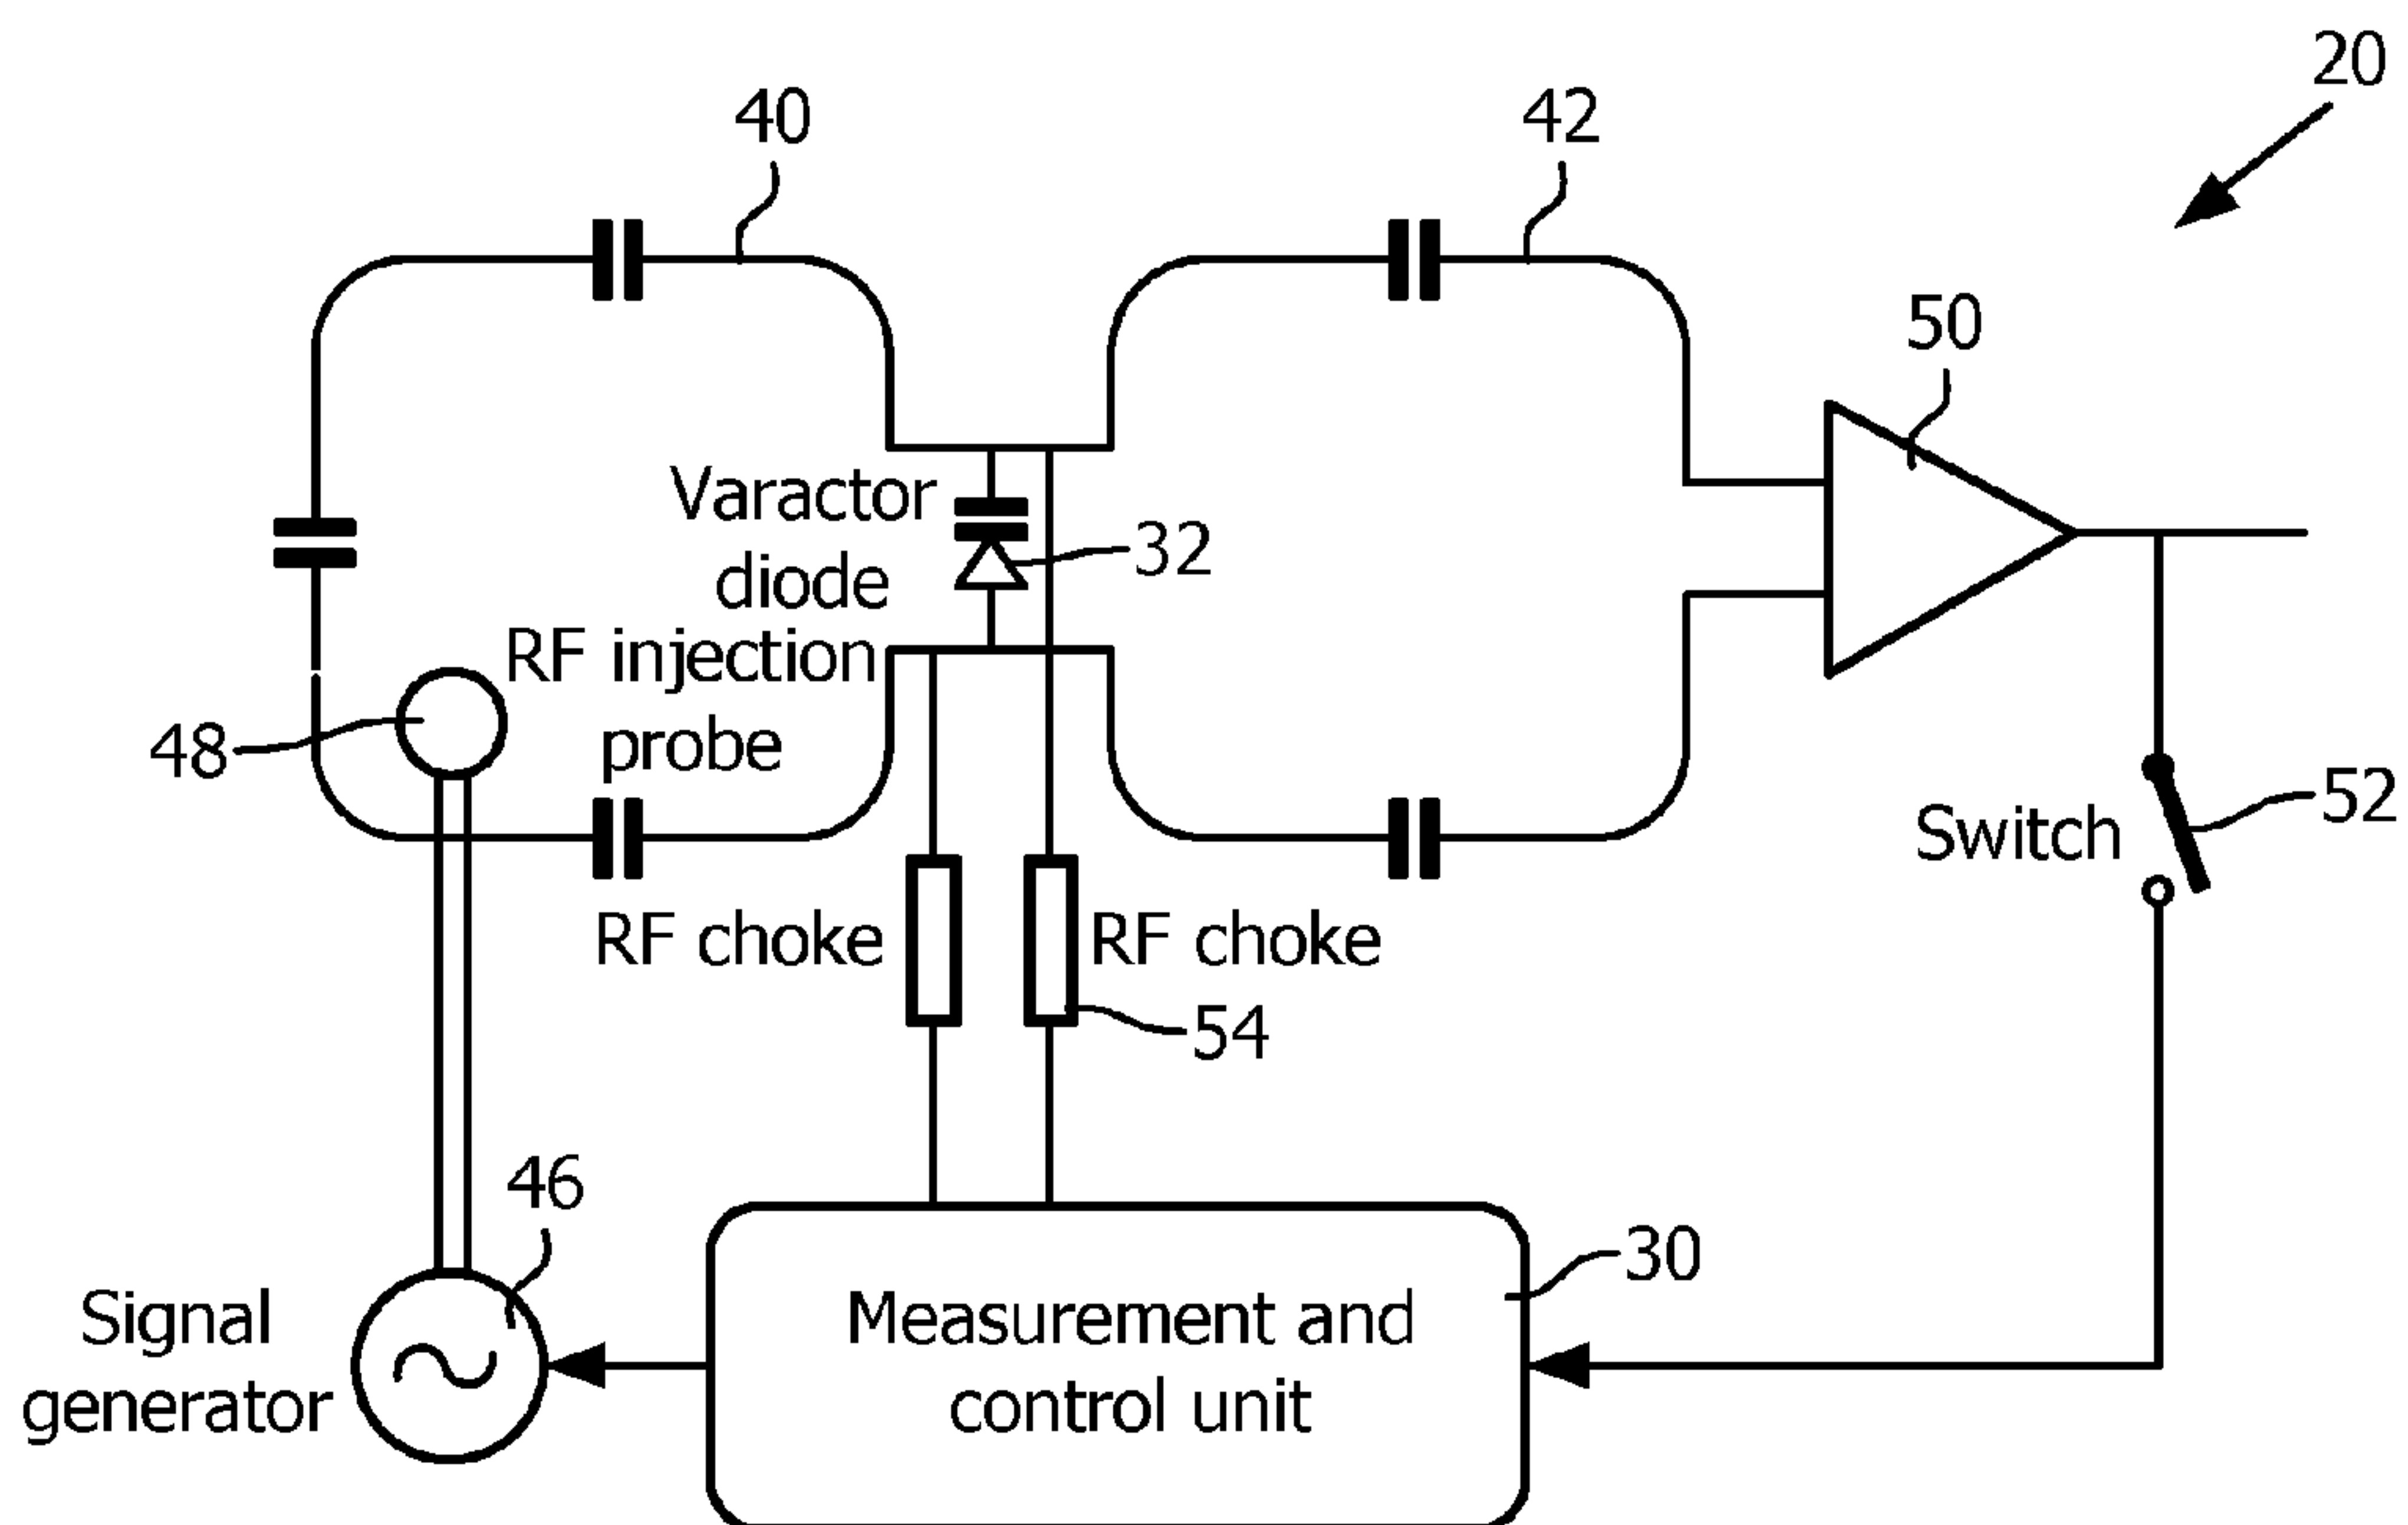 20
40
42
50
Varactor
diode
32
RF injection
probe
48
52
Switch
RF choke
RF choke
54
46
30
Signal
generator
Measurement and
control unit